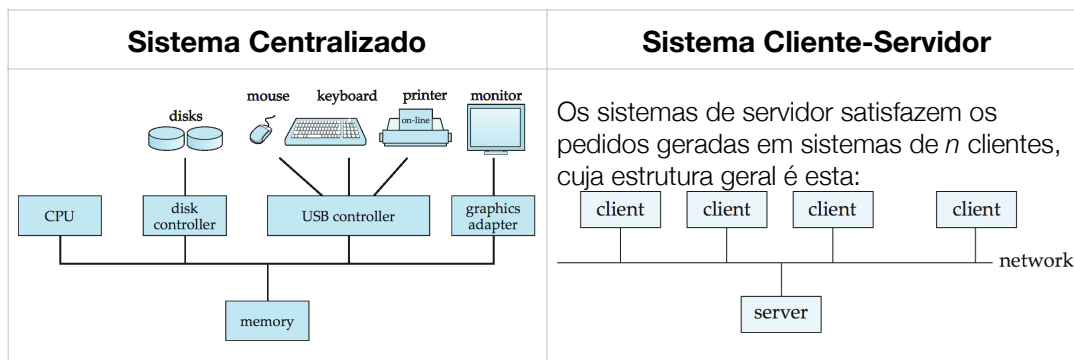 Sistema Centralizado
mouse keyboard printer monitor
disks
on-line
CPU
disk
controller
USB controller
graphics
adapter
memory
Sistema Cliente-Servidor
Os sistemas de servidor satisfazem os
pedidos geradas em sistemas de n clientes,
cuja estrutura geral é esta:
client client client client
network
server